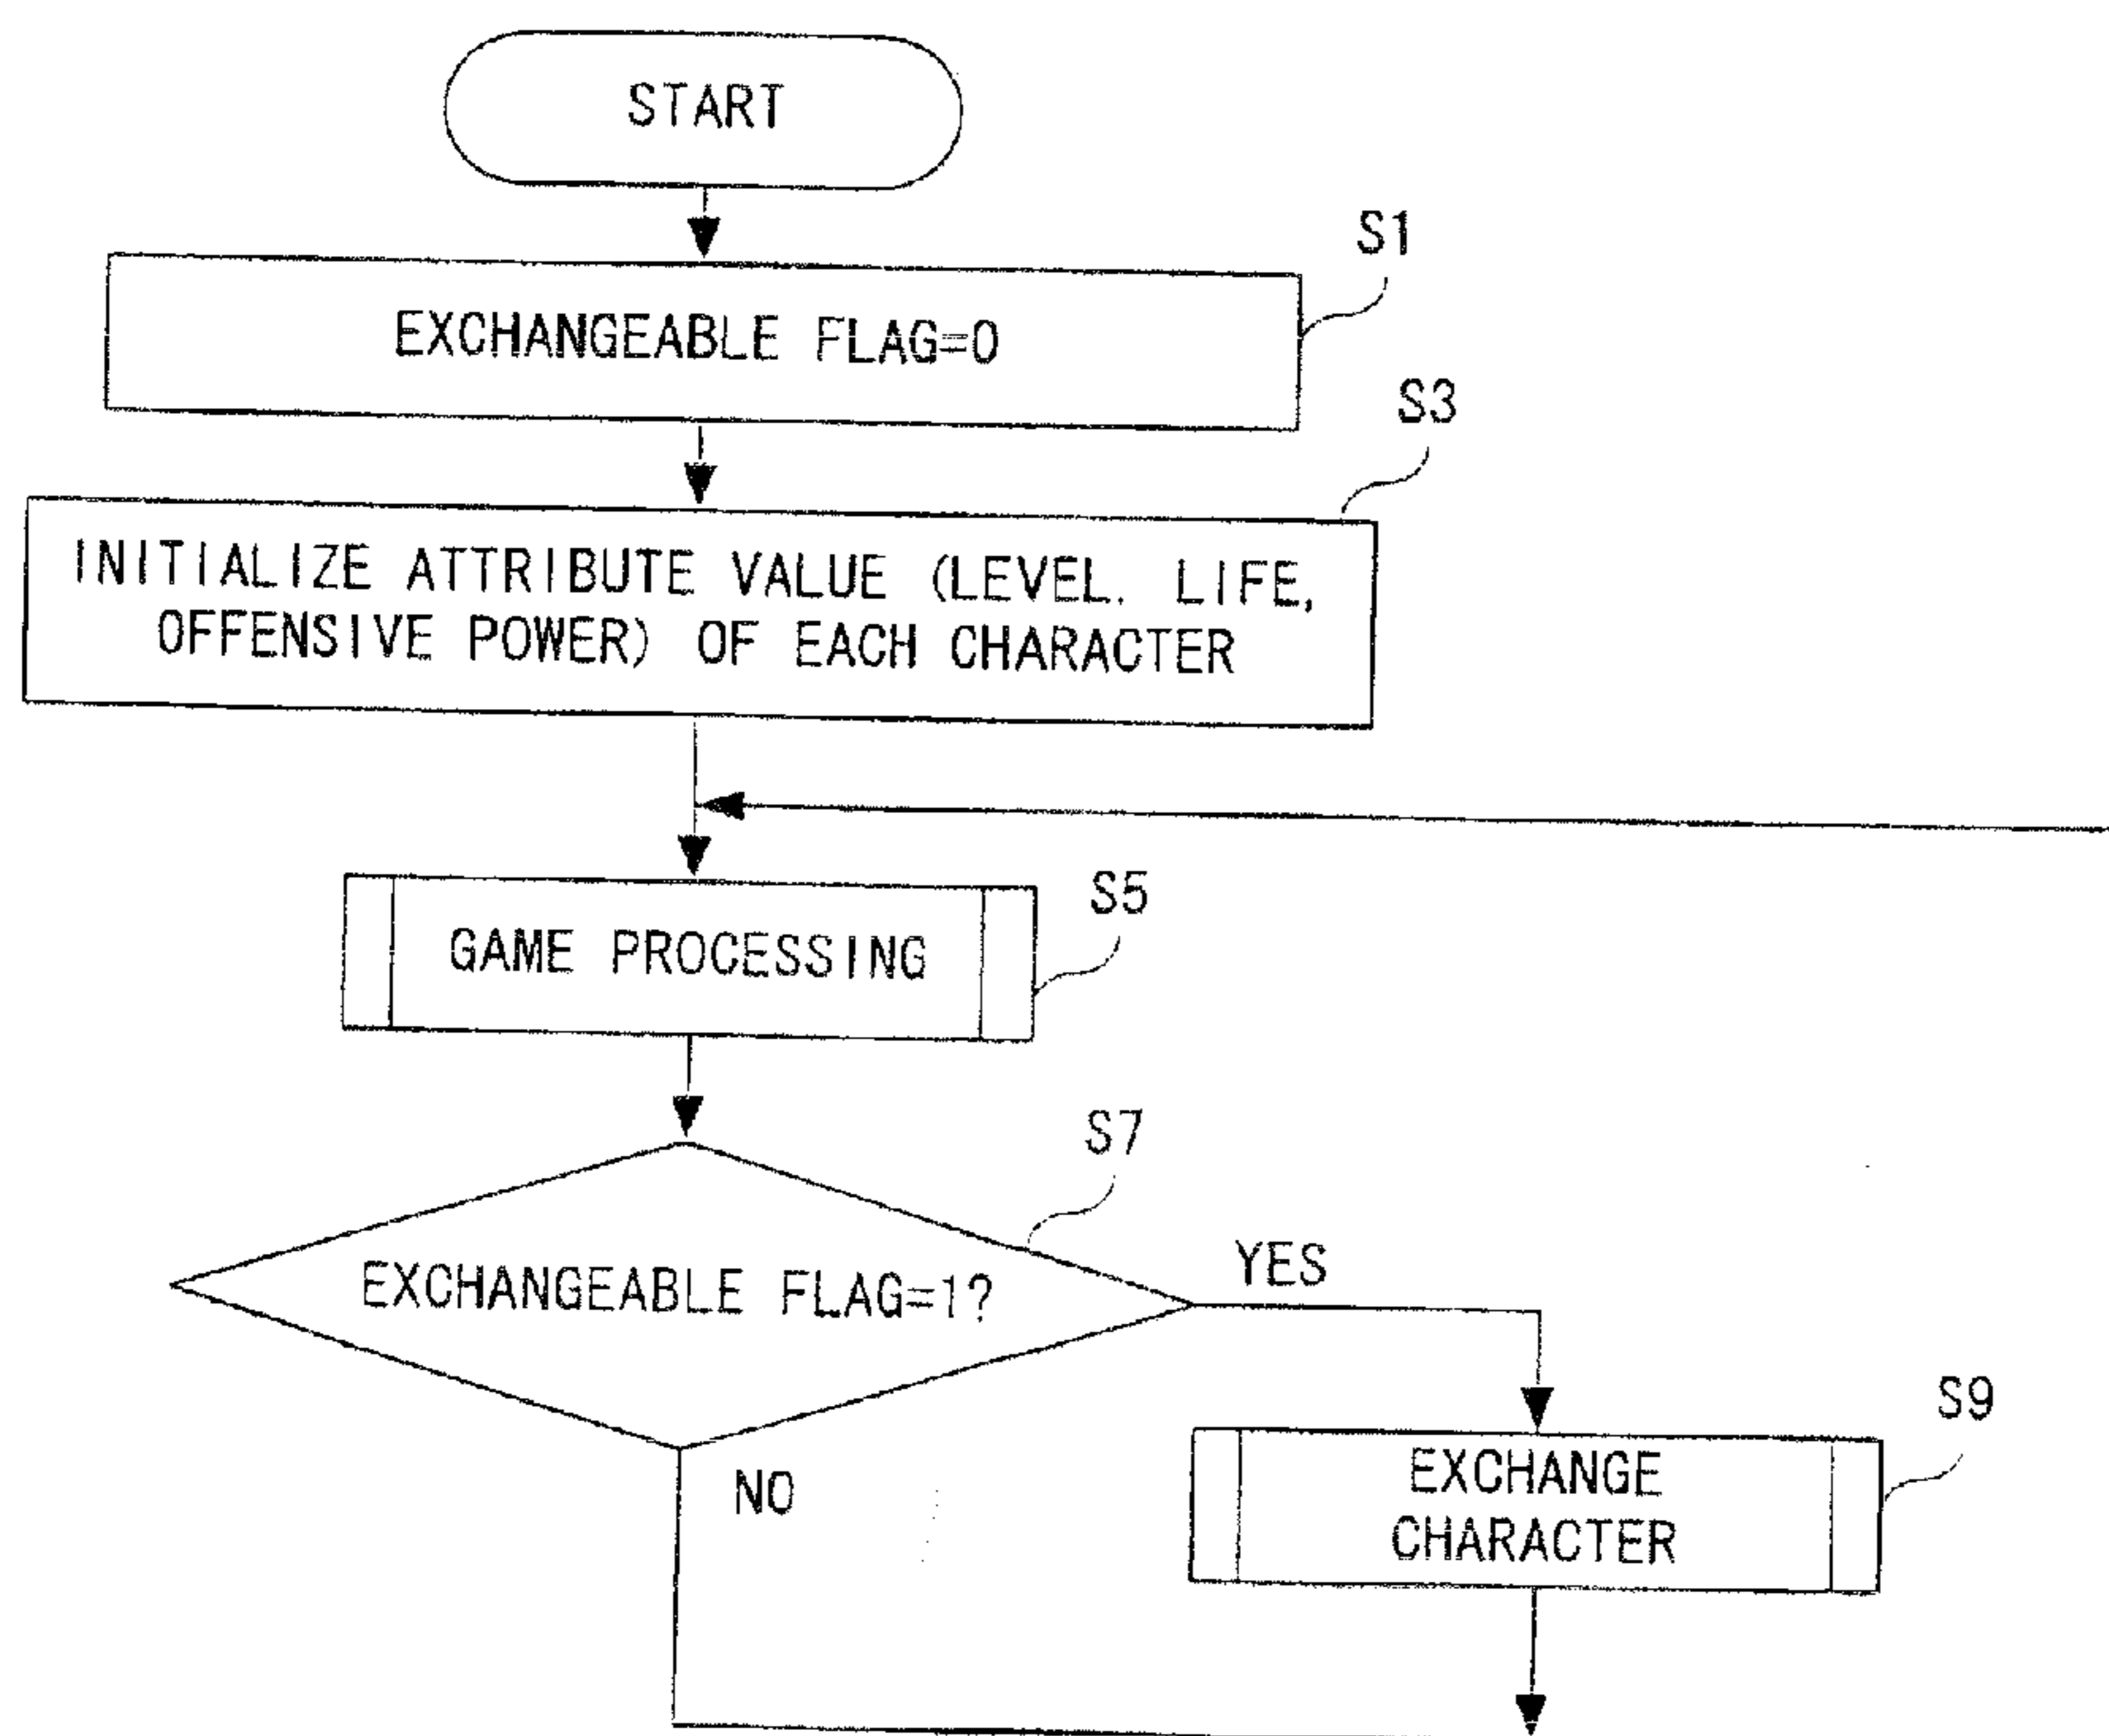 START
S1
EXCHANGEABLE FLAG=0
S3
INITIALIZE ATTRIBUTE VALUE (LEVEL. LIFE,
OFFENSIVE POWER) OF EACH CHARACTER
S5
GAME PROCESSING
S7
EXCHANGEABLE FLAG=1?
YES
NO
S9
EXCHANGE
CHARACTER